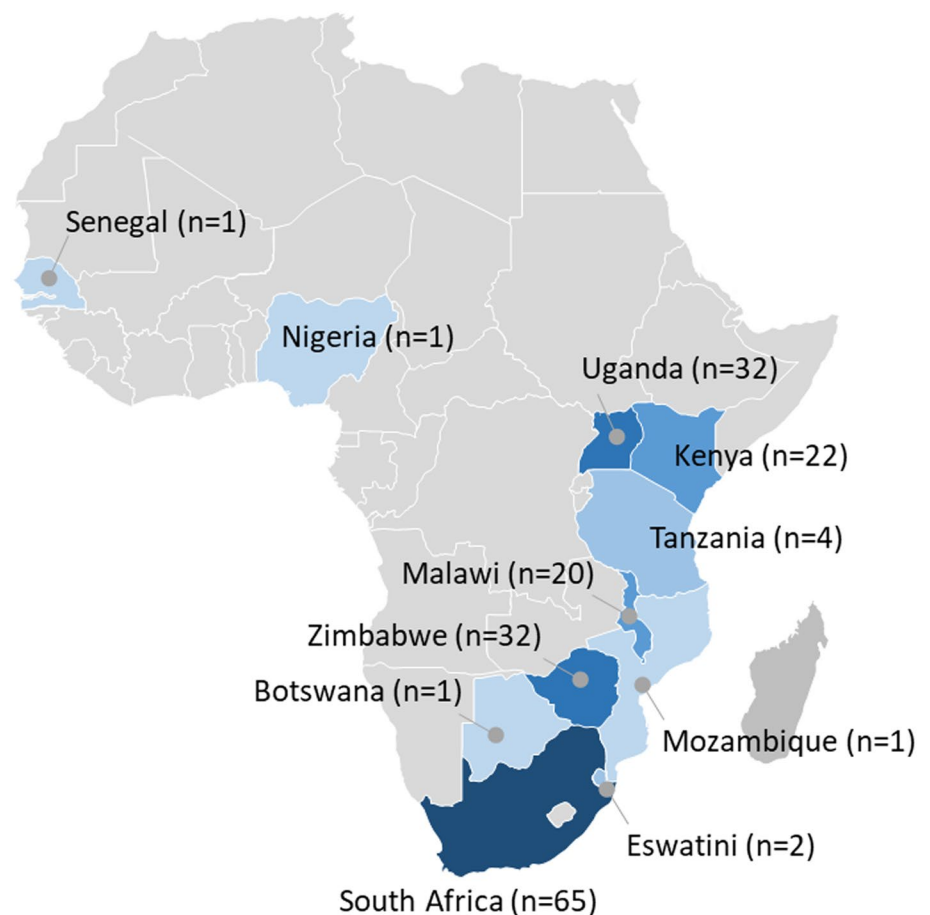 Senegal (n=1)
Nigeria (n=1)
Uganda (n=32)
Kenya (n=22)
Tanzania (n=4)
Malawi (n=20)
Zimbabwe (n=32)
Botswana (n=1)
Mozambique (n=1)
Eswatini (n=2)
South Africa (n=65)